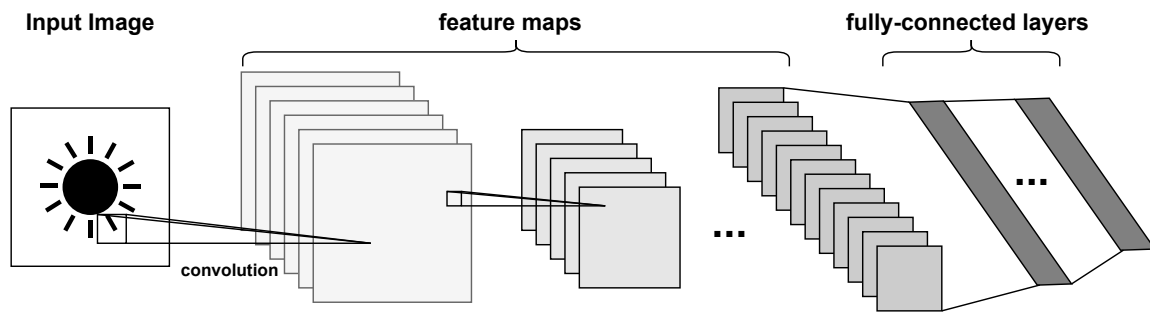 Input Image
feature maps
fully-connected layers
convolution
...
...